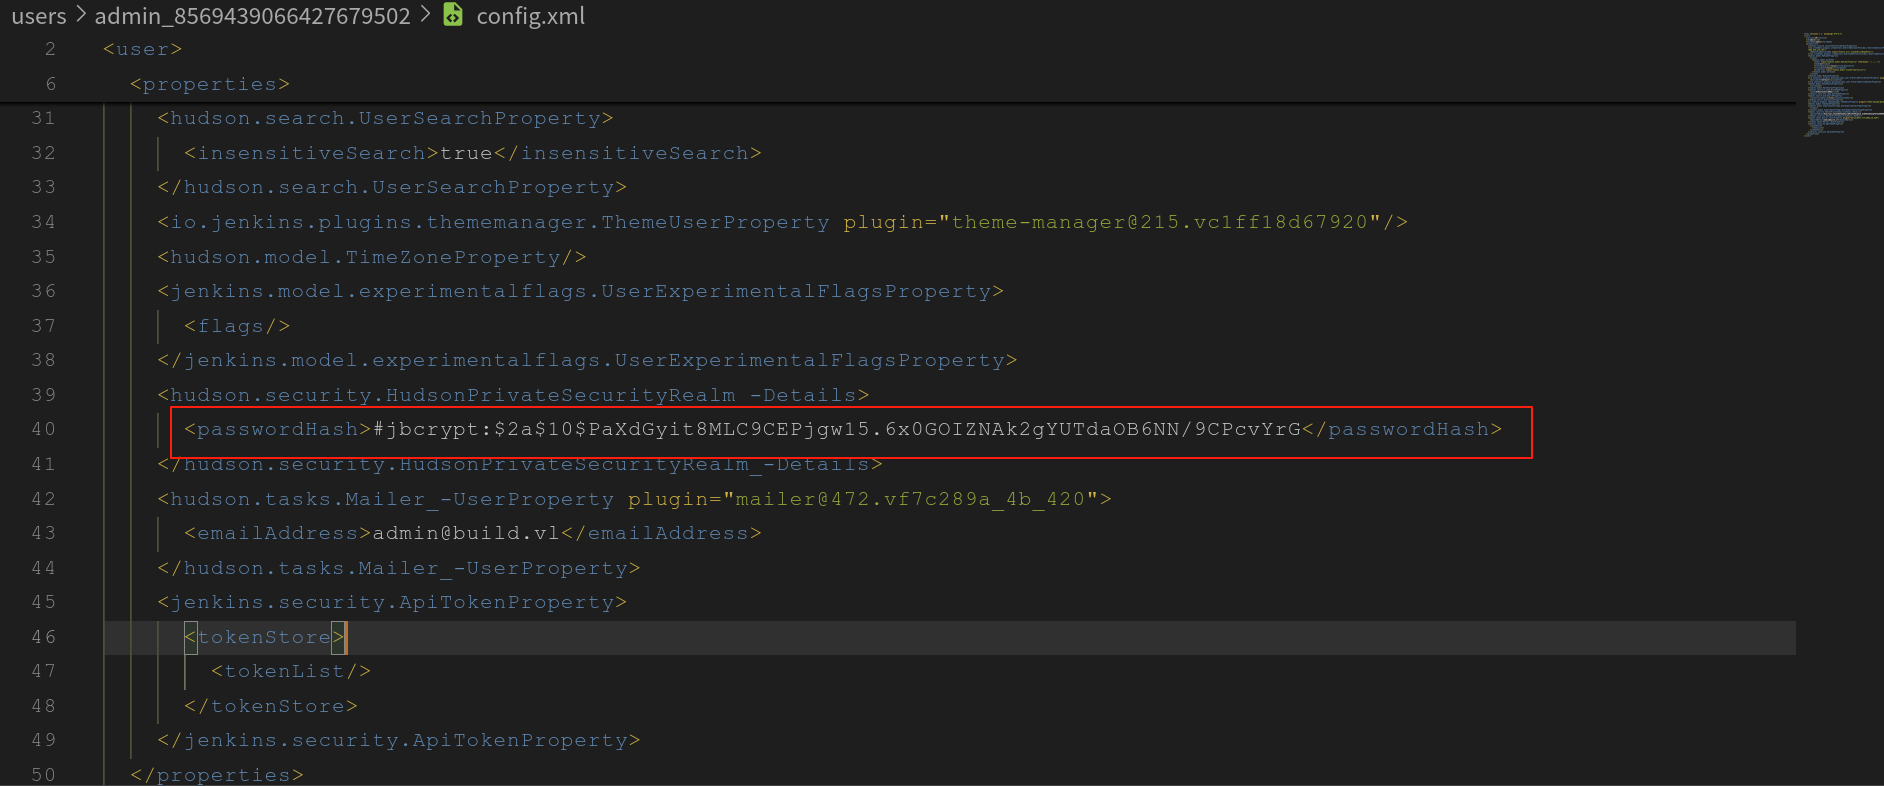 users > admin_8569439066427679502 > config.xml
2 <user>
6 <properties>
31 <hudson.search.UserSearchProperty>
32 <insensitiveSearch>true</insensitiveSearch>
33 </hudson.search.UserSearchProperty>
34 <io.jenkins.plugins.thememanager.ThemeUserProperty plugin="theme-manager@215.vc1ff18d67920"/>
35 <hudson.model.TimeZoneProperty/>
36 <jenkins.model.experimentalflags.UserExperimentalFlagsProperty>
37 <flags/>
38 </jenkins.model.experimentalflags.UserExperimentalFlagsProperty>
39 <hudson.security.HudsonPrivateSecurityRealm_-Details>
40 <passwordHash>#jbcrypt:$2a$10$PaXdGyit8MLC9CEPjgw15.6x0GOIZNAk2gYUTdaOB6NN/9CPcvYrG</passwordHash>
41 </hudson.security.HudsonPrivateSecurityRealm_-Details>
42 <hudson.tasks.Mailer_-UserProperty plugin="mailer@472.vf7c289a_4b_420">
43 <emailAddress>admin@build.vl</emailAddress>
44 </hudson.tasks.Mailer_-UserProperty>
45 <jenkins.security.ApiTokenProperty>
46 <tokenStore>
47 <tokenList/>
48 </tokenStore>
49 </jenkins.security.ApiTokenProperty>
50 </properties>